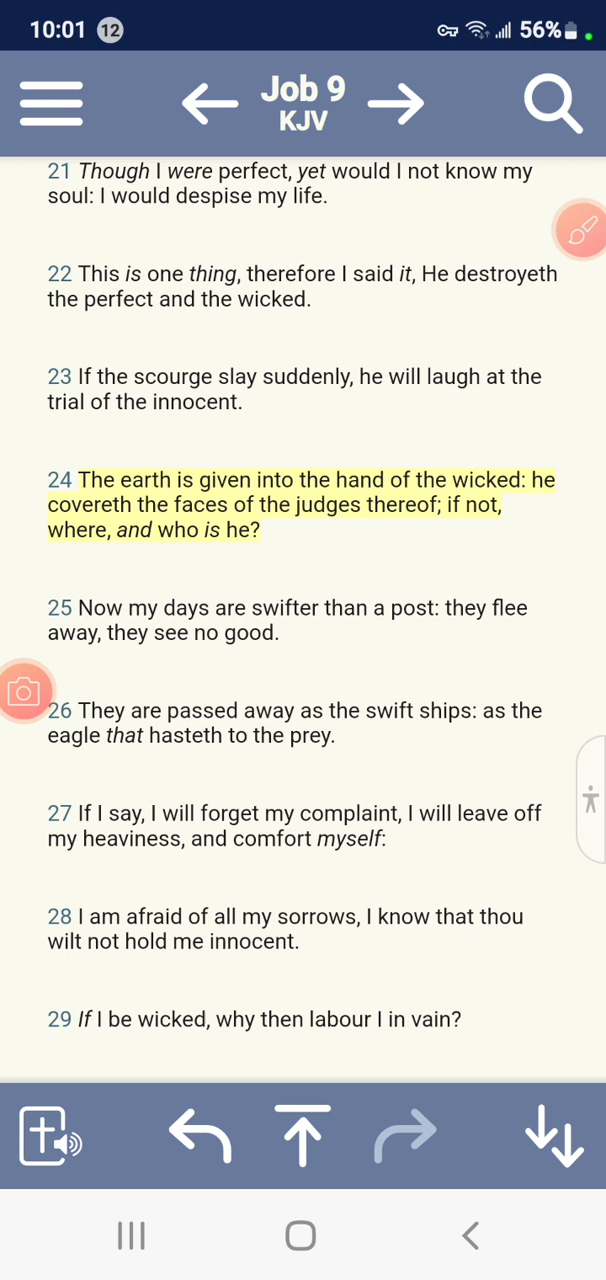 10:01 12 56%
Job 9
KJV
21 Though I were perfect, yet would I not know my
soul: I would despise my life.
22 This is one thing, therefore I said it, He destroyeth
the perfect and the wicked.
23 If the scourge slay suddenly, he will laugh at the
trial of the innocent.
24 The earth is given into the hand of the wicked: he
covereth the faces of the judges thereof; if not,
where, and who is he?
25 Now my days are swifter than a post: they flee
away, they see no good.
26 They are passed away as the swift ships: as the
eagle that hasteth to the prey.
27 If I say, I will forget my complaint, I will leave off
my heaviness, and comfort myself:
28 I am afraid of all my sorrows, I know that thou
wilt not hold me innocent.
29 If I be wicked, why then labour I in vain?